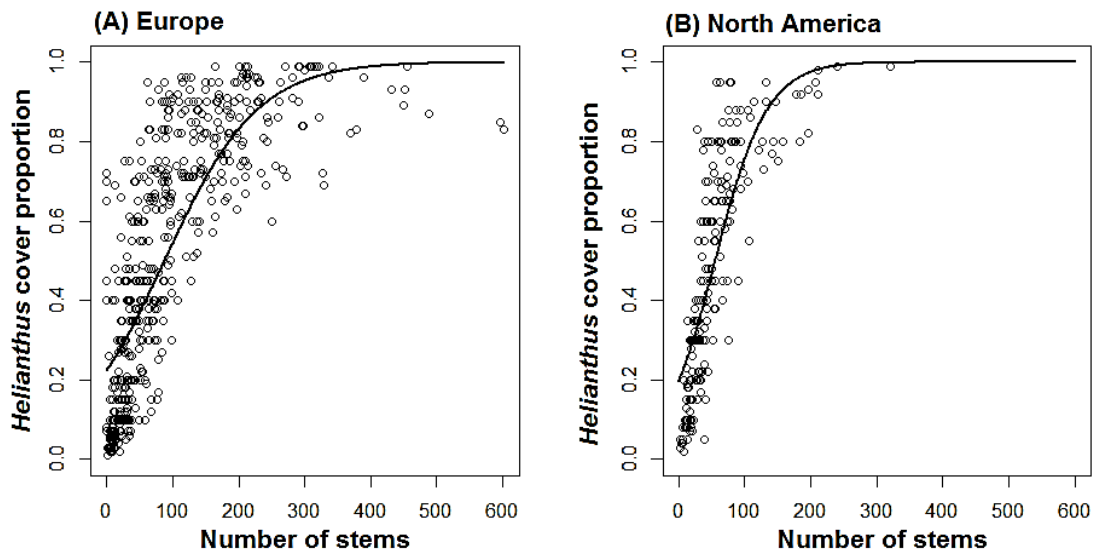 (A) Europe
Helianthus cover proportion
1.0
0.8
0.6
0.4
0.2
0.0
0 100 200 300 400 500 600
Number of stems
(B) North America
Helianthus cover proportion
1.0
0.8
0.6
0.4
0.2
0.0
0 100 200 300 400 500 600
Number of stems